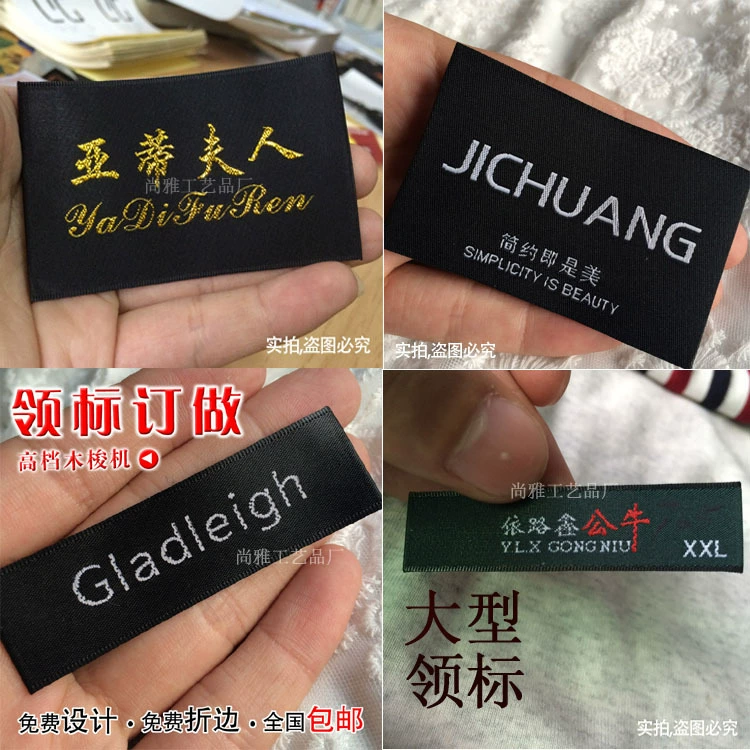 亚蒂夫人
尚雅工艺品厂
YaDiFuRen
实拍,盗图必究
JICHUANG
简约即是美
SIMPLICITY IS BEAUTY
实拍,盗图必究
领标订做
高档木梭机
Gladleigh
尚雅工艺品厂
免费设计·免费折边·全国包邮
尚雅工艺品厂
依路鑫公牛
Y.L.X GONGNIU
XXL
大型
领标
实拍,盗图必究